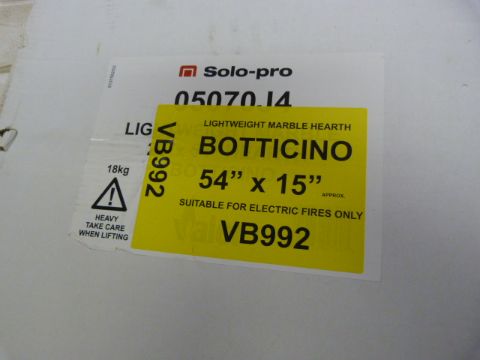 Solo-pro
05070J4
LIG
18kg
HEAVY
TAKE CARE
WHEN LIFTING
VB992
LIGHTWEIGHT MARBLE HEARTH
BOTTICINO
54” x 15” APPROX.
SUITABLE FOR ELECTRIC FIRES ONLY
VB992